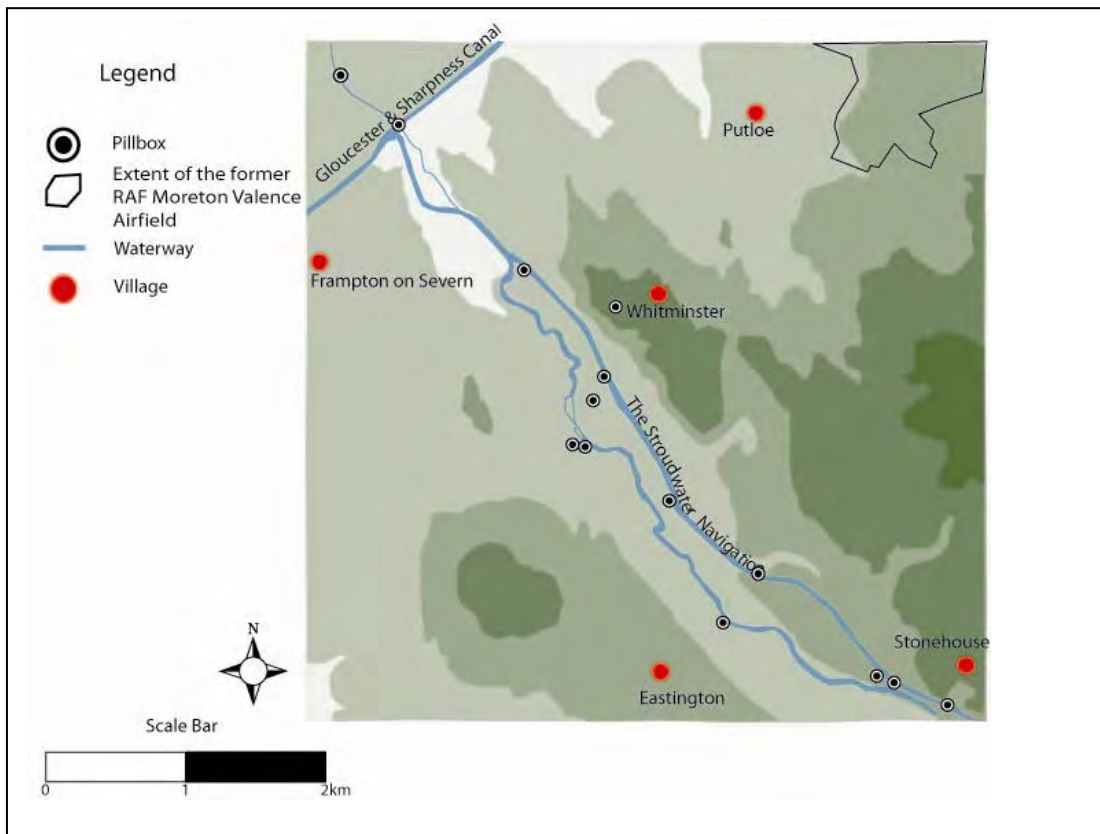 Legend
Pillbox
Extent of the former
RAF Moreton Valence
Airfield
Waterway
Village
Gloucester & Sharpness Canal
Putloe
Frampton on Severn
Whitminster
The Stroudwater Navigation
Stonehouse
Eastington
N
Scale Bar
0 1 2km